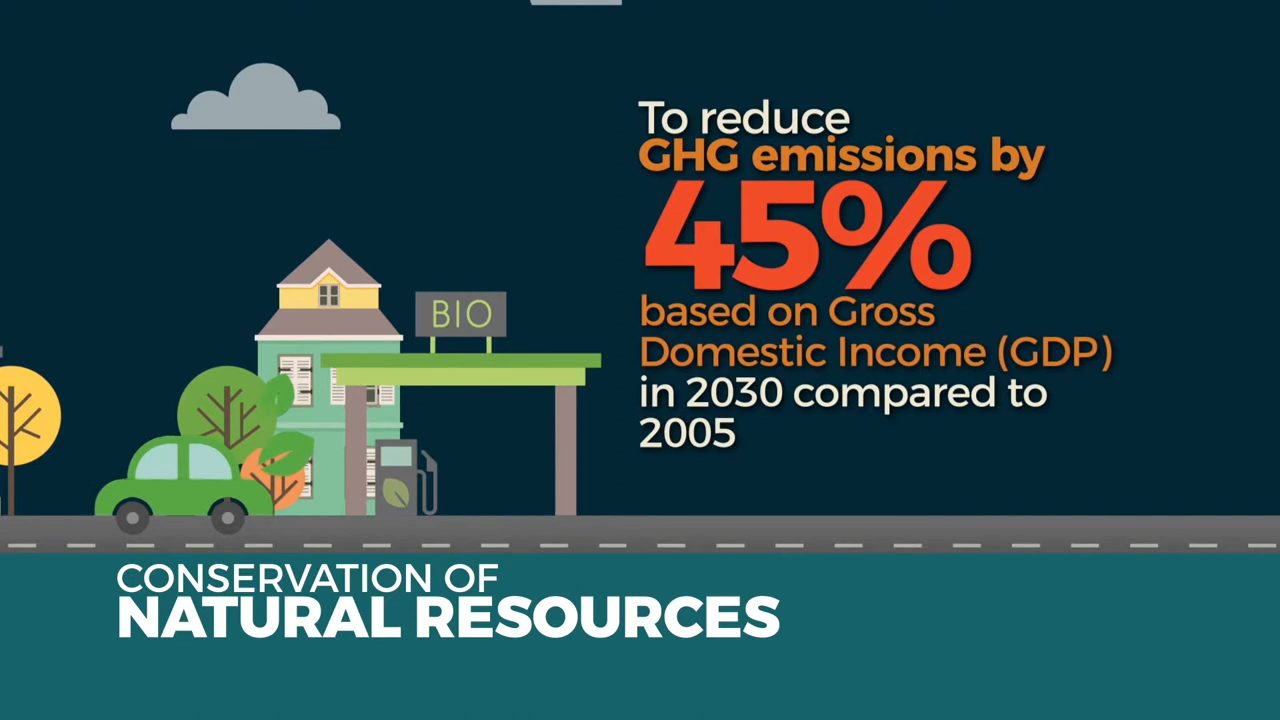 To reduce
GHG emissions by
45%
based on Gross
Domestic Income (GDP)
in 2030 compared to
2005
BIO
CONSERVATION OF
NATURAL RESOURCES